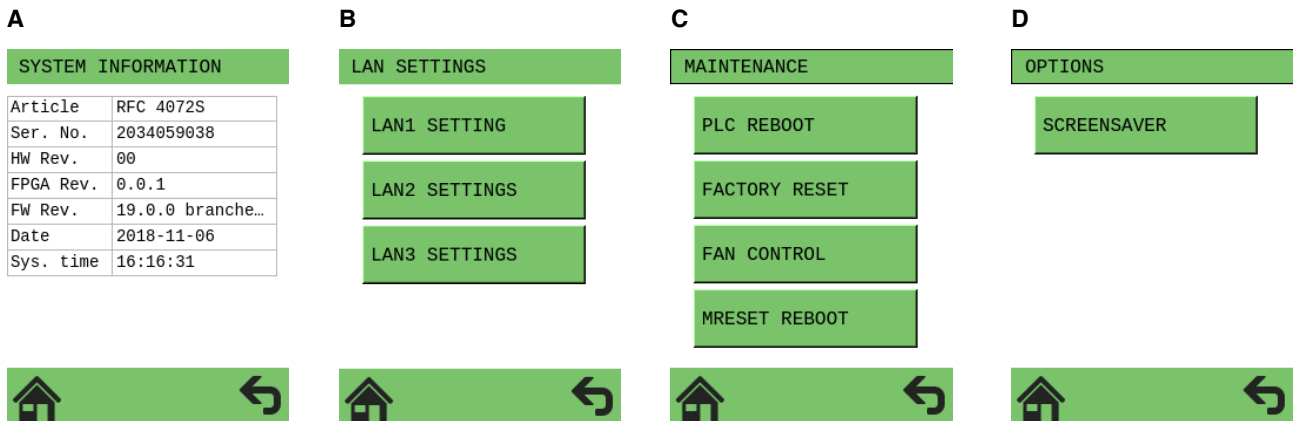 A
SYSTEM INFORMATION
Article RFC 4072S
Ser. No. 2034059038
HW Rev. 00
FPGA Rev. 0.0.1
FW Rev. 19.0.0 branche…
Date 2018-11-06
Sys. time 16:16:31
B
LAN SETTINGS
LAN1 SETTING
LAN2 SETTINGS
LAN3 SETTINGS
C
MAINTENANCE
PLC REBOOT
FACTORY RESET
FAN CONTROL
MRESET REBOOT
D
OPTIONS
SCREENSAVER